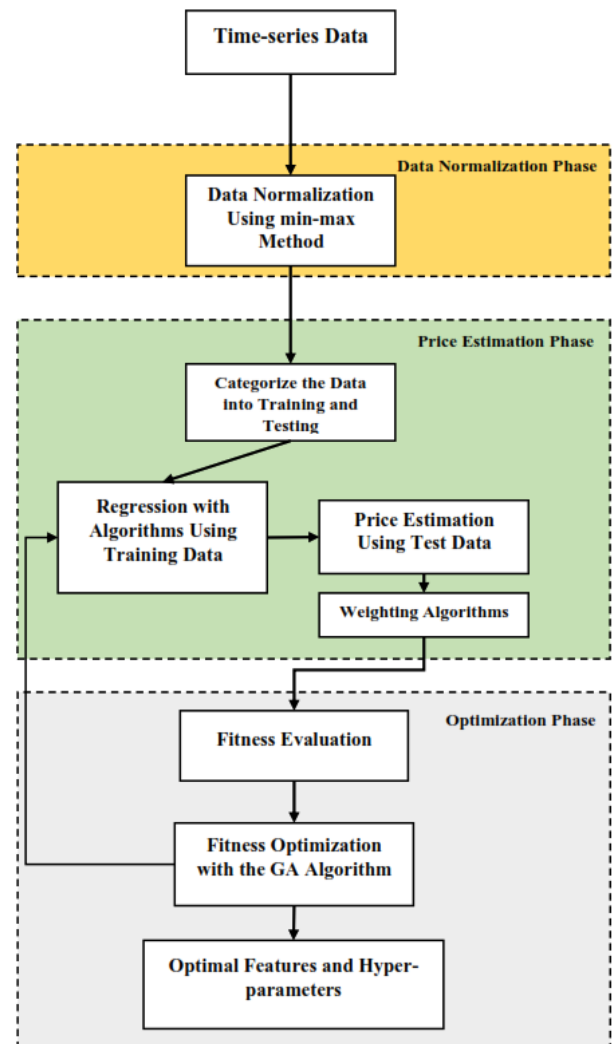 Time-series Data
Data Normalization Phase
Data Normalization
Using min-max
Method
Price Estimation Phase
Categorize the Data
into Training and
Testing
Regression with
Algorithms Using
Training Data
Price Estimation
Using Test Data
Weighting Algorithms
Optimization Phase
Fitness Evaluation
Fitness Optimization
with the GA Algorithm
Optimal Features and Hyper-
parameters